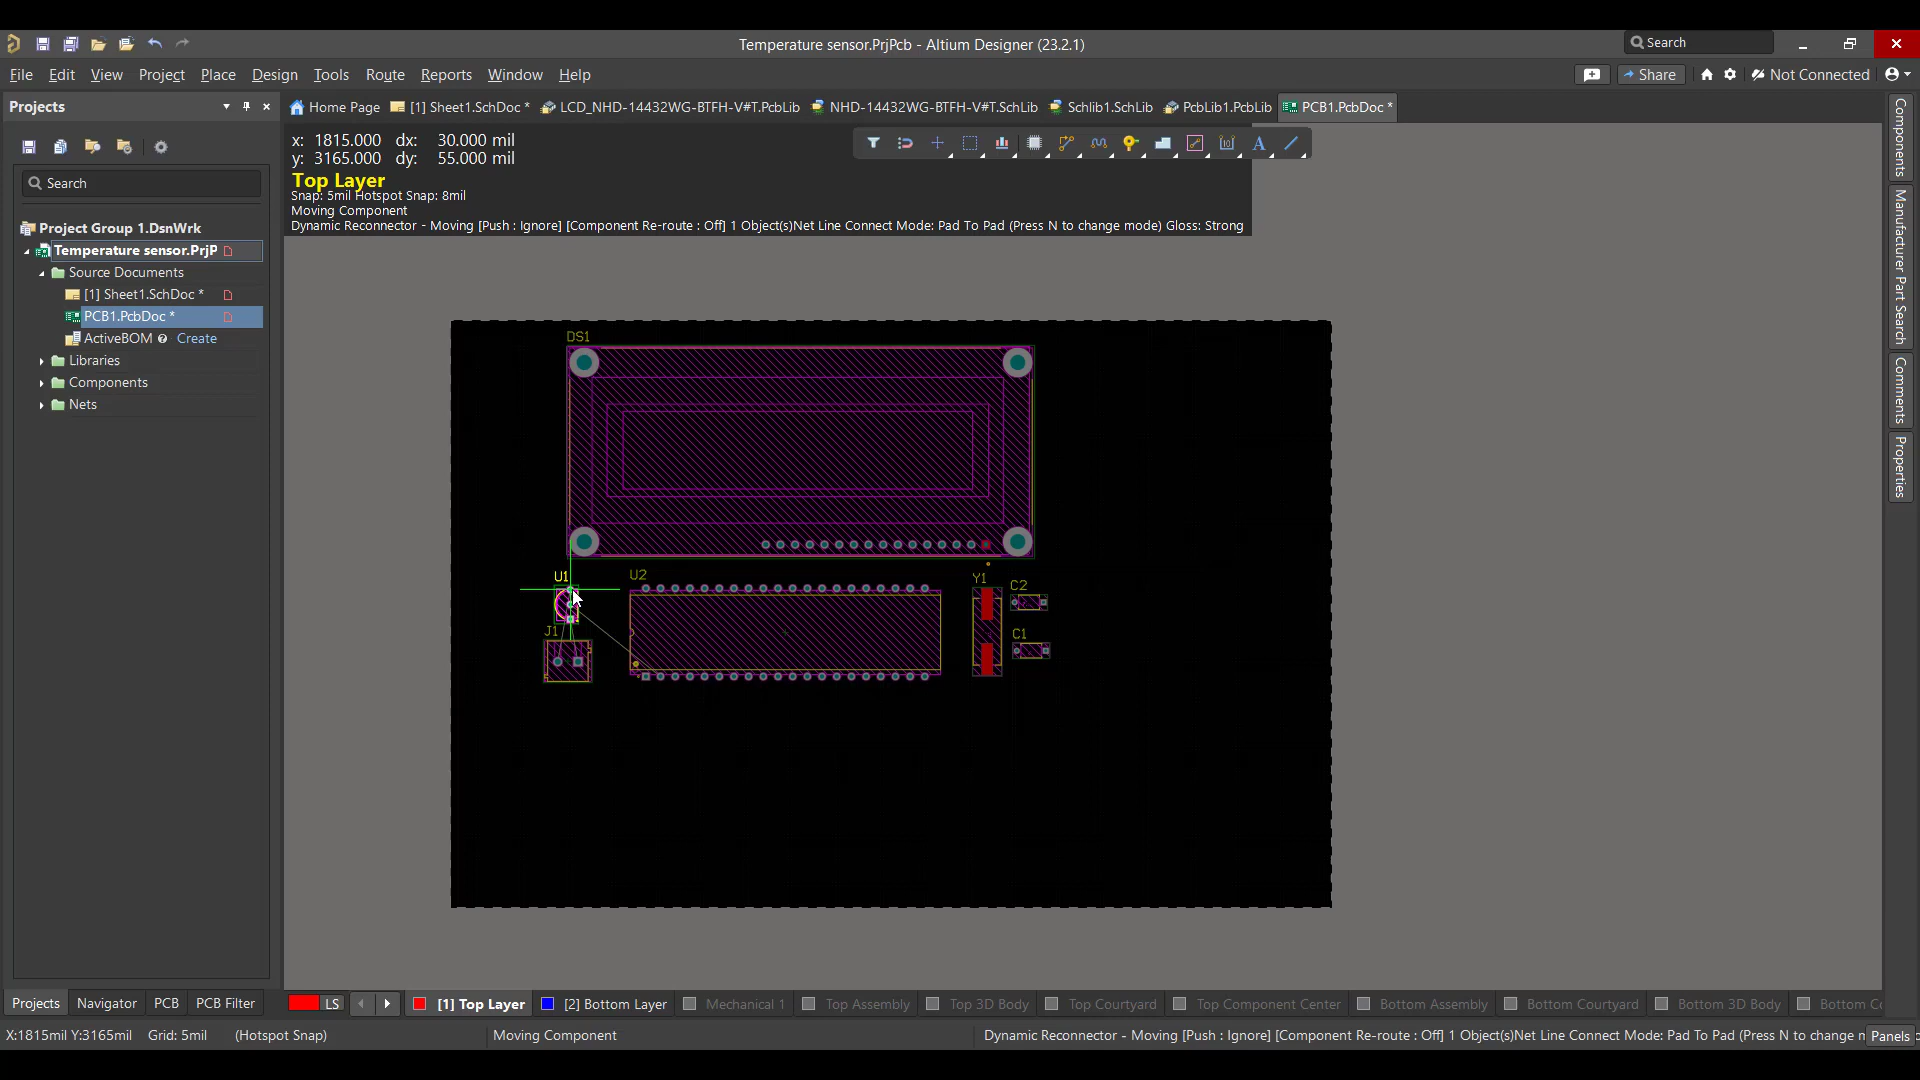 Temperature sensor.PrjPcb - Altium Designer (23.2.1)
Search
File Edit View Project Place Design Tools Route Reports Window Help
Share
Not Connected
Projects
Home Page
[1] Sheet1.SchDoc *
LCD_NHD-14432WG-BTFH-V#T.PcbLib
NHD-14432WG-BTFH-V#T.SchLib
Schlib1.SchLib
PcbLib1.PcbLib
PCB1.PcbDoc *
x: 1815.000 dx: 30.000 mil
y: 3165.000 dy: 55.000 mil
Top Layer
Snap: 5mil Hotspot Snap: 8mil
Moving Component
Dynamic Reconnector - Moving [Push : Ignore] [Component Re-route : Off] 1 Object(s)Net Line Connect Mode: Pad To Pad (Press N to change mode) Gloss: Strong
Search
Project Group 1.DsnWrk
Temperature sensor.PrjP
Source Documents
[1] Sheet1.SchDoc *
PCB1.PcbDoc *
ActiveBOM Create
Libraries
Components
Nets
DS1
U1
U2
Y1
C2
J1
C1
Components
Manufacturer Part Search
Comments
Properties
Projects
Navigator
PCB
PCB Filter
LS
[1] Top Layer
[2] Bottom Layer
Mechanical 1
Top Assembly
Top 3D Body
Top Courtyard
Top Component Center
Bottom Assembly
Bottom Courtyard
Bottom 3D Body
Bottom Cc
X:1815mil Y:3165mil Grid: 5mil (Hotspot Snap)
Moving Component
Dynamic Reconnector - Moving [Push : Ignore] [Component Re-route : Off] 1 Object(s)Net Line Connect Mode: Pad To Pad (Press N to change
Panels